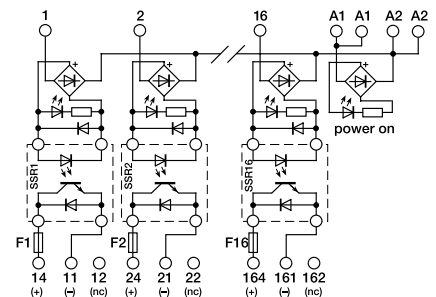 1 2 16 A1 A1 A2 A2
+ + + +
power on
SSR1 SSR2 SSR16
F1 F2 F16
14 11 12 24 21 22 164 161 162
(+) (–) (nc) (+) (–) (nc) (+) (–) (nc)